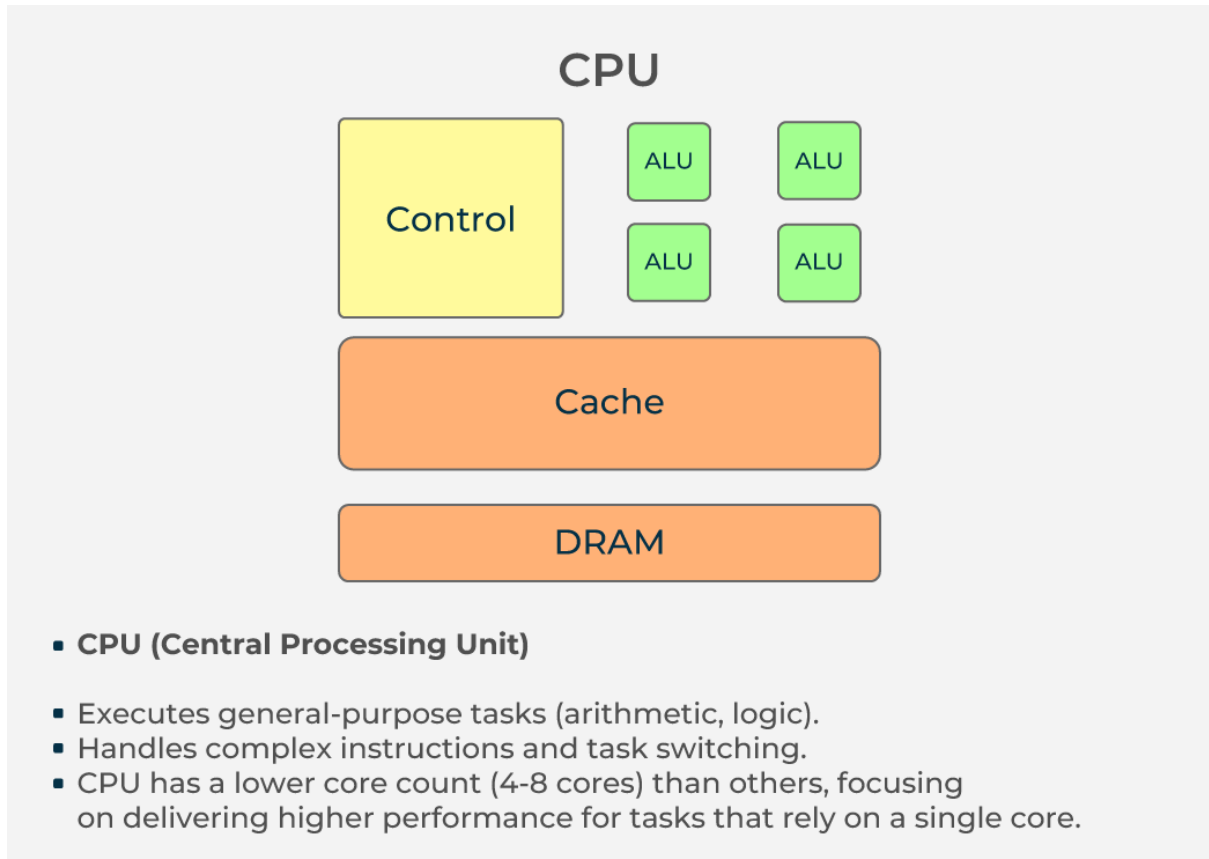 CPU
Control
ALU
ALU
ALU
ALU
Cache
DRAM
▪ CPU (Central Processing Unit)
▪ Executes general-purpose tasks (arithmetic, logic).
▪ Handles complex instructions and task switching.
▪ CPU has a lower core count (4-8 cores) than others, focusing
on delivering higher performance for tasks that rely on a single core.